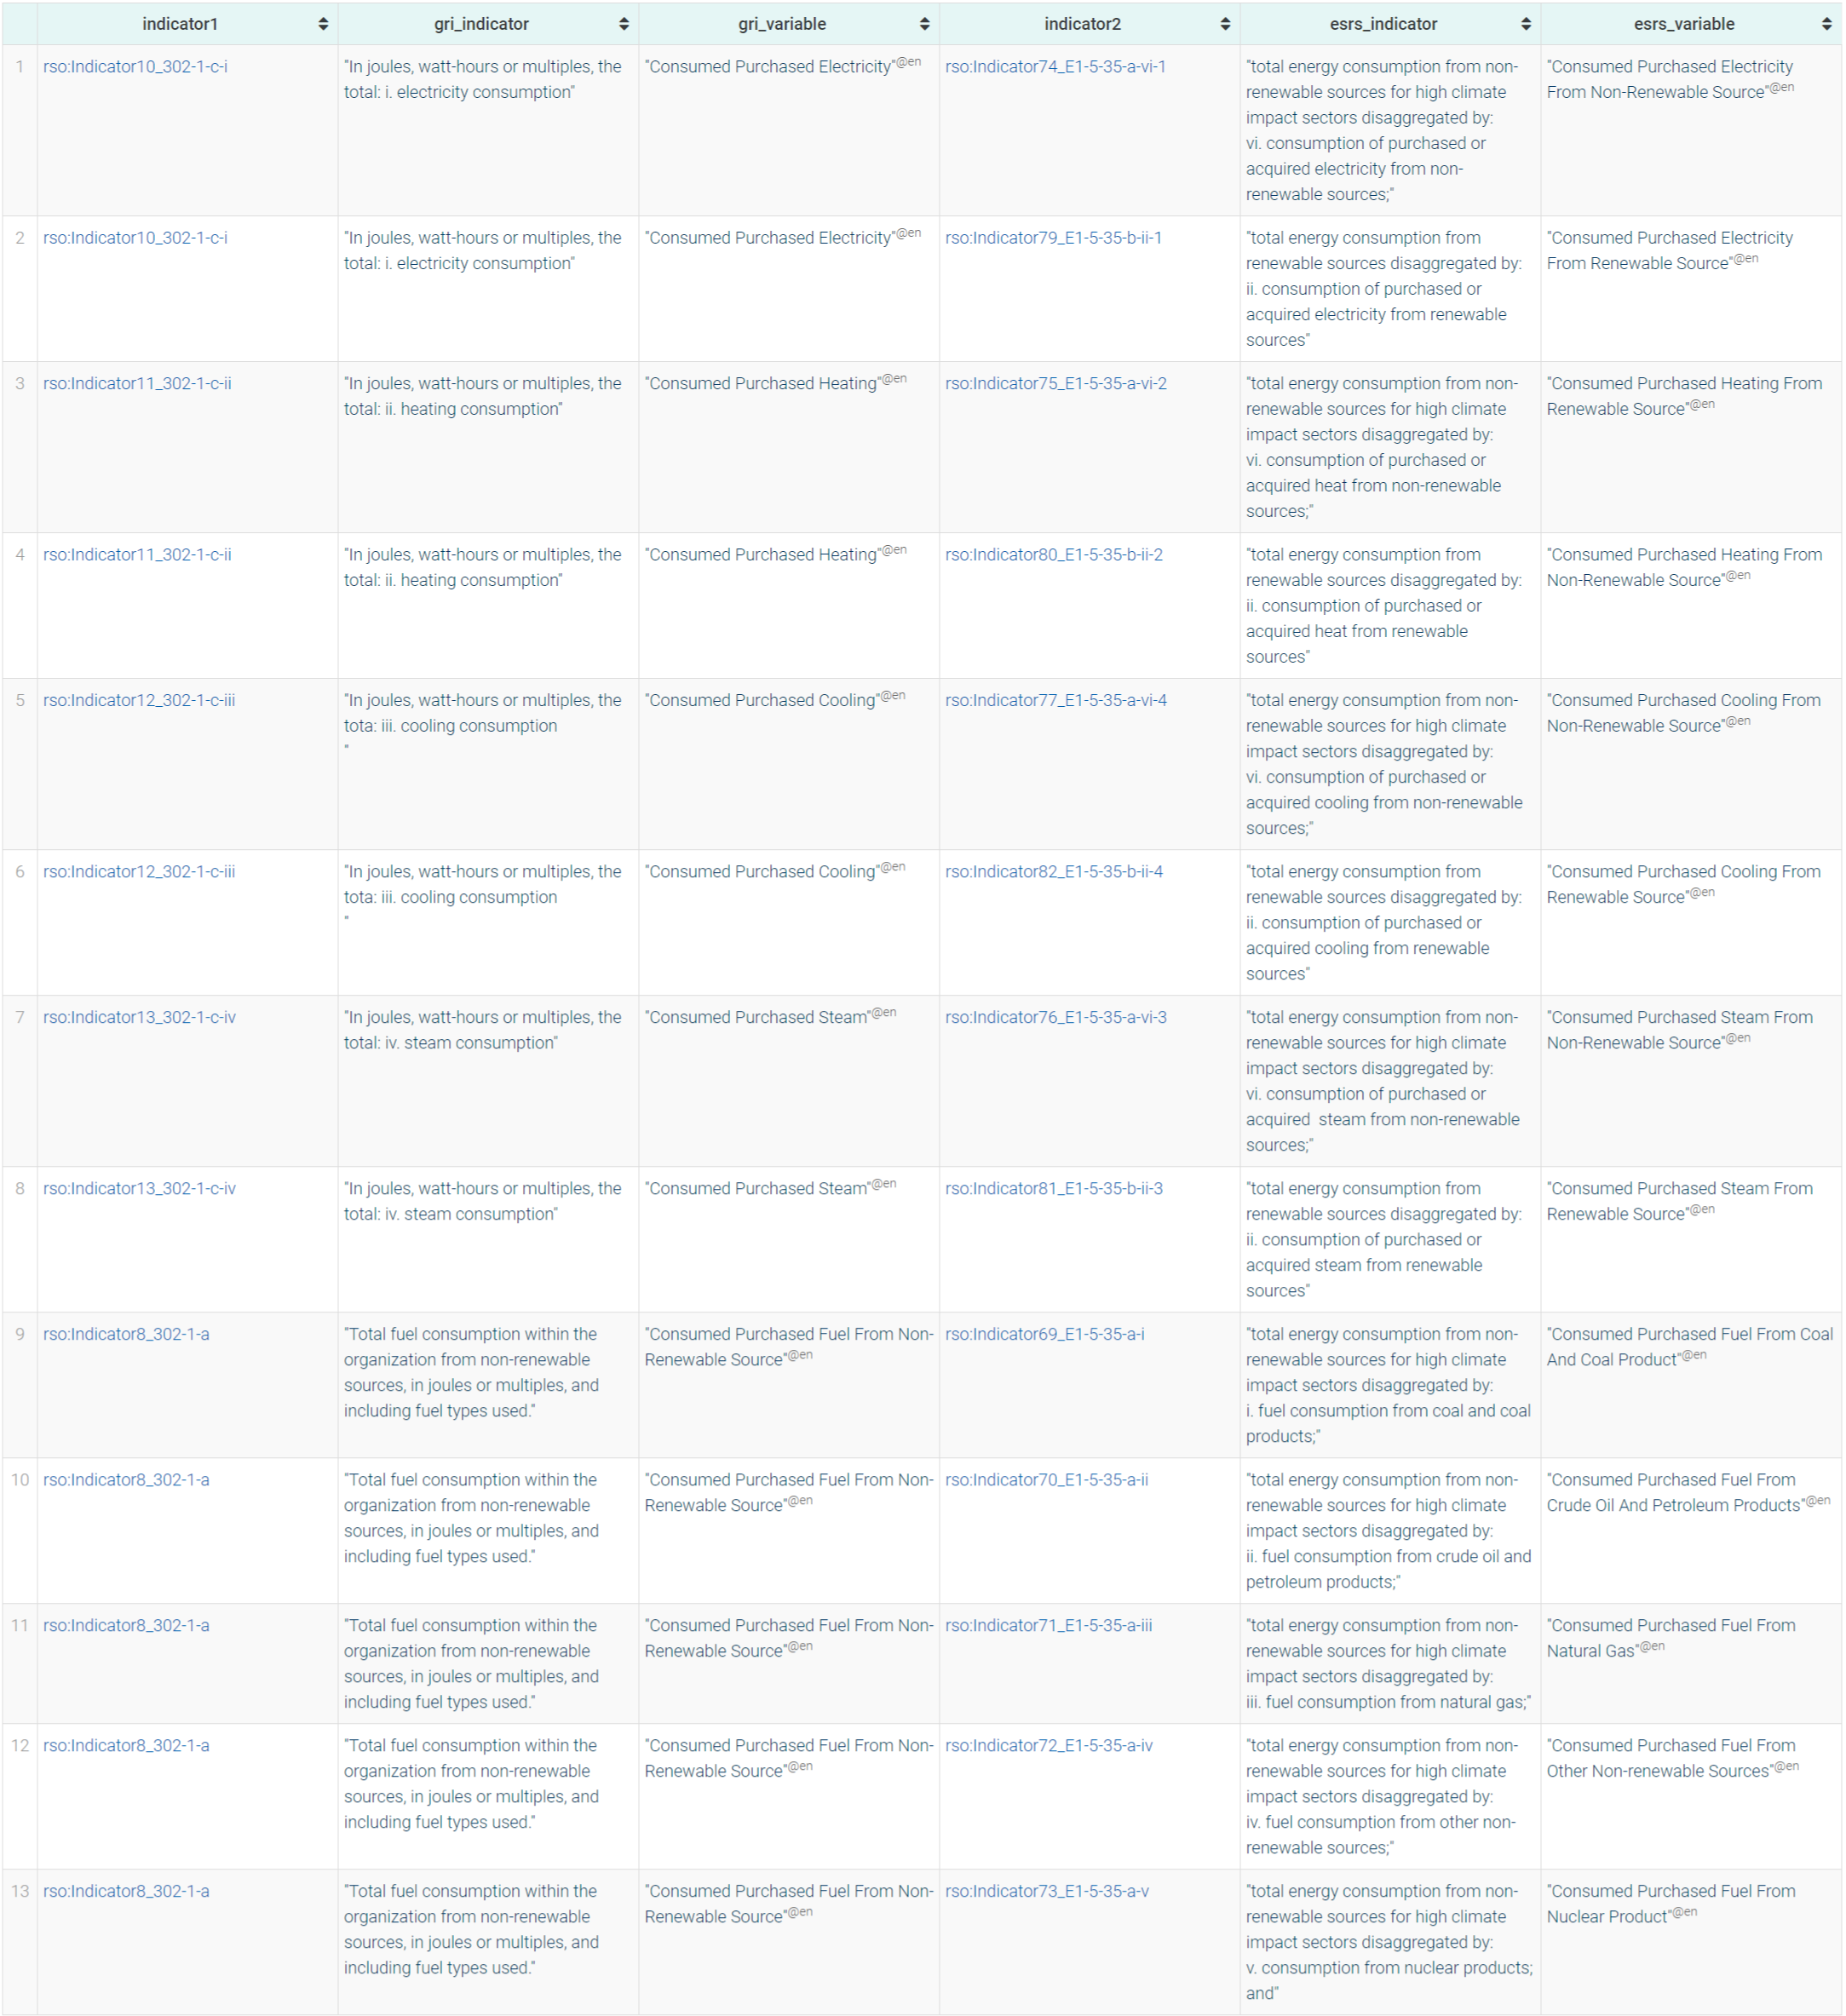 indicator1 gri_indicator gri_variable indicator2 esrs_indicator esrs_variable
1 rso:Indicator10_302-1-c-i "In joules, watt-hours or multiples, the "Consumed Purchased Electricity"@en rso:Indicator74_E1-5-35-a-vi-1 "total energy consumption from non- "Consumed Purchased Electricity
total: i. electricity consumption" renewable sources for high climate From Non-Renewable Source"@en
impact sectors disaggregated by:
vi. consumption of purchased or
acquired electricity from non-
renewable sources;"
2 rso:Indicator10_302-1-c-i "In joules, watt-hours or multiples, the "Consumed Purchased Electricity"@en rso:Indicator79_E1-5-35-b-ii-1 "total energy consumption from "Consumed Purchased Electricity
total: i. electricity consumption" renewable sources disaggregated by: From Renewable Source"@en
ii. consumption of purchased or
acquired electricity from renewable
sources"
3 rso:Indicator11_302-1-c-ii "In joules, watt-hours or multiples, the "Consumed Purchased Heating"@en rso:Indicator75_E1-5-35-a-vi-2 "total energy consumption from non- "Consumed Purchased Heating From
total: ii. heating consumption" renewable sources for high climate Renewable Source"@en
impact sectors disaggregated by:
vi. consumption of purchased or
acquired heat from non-renewable
sources;"
4 rso:Indicator11_302-1-c-ii "In joules, watt-hours or multiples, the "Consumed Purchased Heating"@en rso:Indicator80_E1-5-35-b-ii-2 "total energy consumption from "Consumed Purchased Heating From
total: ii. heating consumption" renewable sources disaggregated by: Non-Renewable Source"@en
ii. consumption of purchased or
acquired heat from renewable
sources"
5 rso:Indicator12_302-1-c-iii "In joules, watt-hours or multiples, the "Consumed Purchased Cooling"@en rso:Indicator77_E1-5-35-a-vi-4 "total energy consumption from non- "Consumed Purchased Cooling From
tota: iii. cooling consumption renewable sources for high climate Non-Renewable Source"@en
" impact sectors disaggregated by:
vi. consumption of purchased or
acquired cooling from non-renewable
sources;"
6 rso:Indicator12_302-1-c-iii "In joules, watt-hours or multiples, the "Consumed Purchased Cooling"@en rso:Indicator82_E1-5-35-b-ii-4 "total energy consumption from "Consumed Purchased Cooling From
tota: iii. cooling consumption renewable sources disaggregated by: Renewable Source"@en
" ii. consumption of purchased or
acquired cooling from renewable
sources"
7 rso:Indicator13_302-1-c-iv "In joules, watt-hours or multiples, the "Consumed Purchased Steam"@en rso:Indicator76_E1-5-35-a-vi-3 "total energy consumption from non- "Consumed Purchased Steam From
total: iv. steam consumption" renewable sources for high climate Non-Renewable Source"@en
impact sectors disaggregated by:
vi. consumption of purchased or
acquired steam from non-renewable
sources;"
8 rso:Indicator13_302-1-c-iv "In joules, watt-hours or multiples, the "Consumed Purchased Steam"@en rso:Indicator81_E1-5-35-b-ii-3 "total energy consumption from "Consumed Purchased Steam From
total: iv. steam consumption" renewable sources disaggregated by: Renewable Source"@en
ii. consumption of purchased or
acquired steam from renewable
sources"
9 rso:Indicator8_302-1-a "Total fuel consumption within the "Consumed Purchased Fuel From Non- rso:Indicator69_E1-5-35-a-i "total energy consumption from non- "Consumed Purchased Fuel From Coal
organization from non-renewable Renewable Source"@en renewable sources for high climate And Coal Product"@en
sources, in joules or multiples, and impact sectors disaggregated by:
including fuel types used." i. fuel consumption from coal and coal
products;"
10 rso:Indicator8_302-1-a "Total fuel consumption within the "Consumed Purchased Fuel From Non- rso:Indicator70_E1-5-35-a-ii "total energy consumption from non- "Consumed Purchased Fuel From
organization from non-renewable Renewable Source"@en renewable sources for high climate Crude Oil And Petroleum Products"@en
sources, in joules or multiples, and impact sectors disaggregated by:
including fuel types used." ii. fuel consumption from crude oil and
petroleum products;"
11 rso:Indicator8_302-1-a "Total fuel consumption within the "Consumed Purchased Fuel From Non- rso:Indicator71_E1-5-35-a-iii "total energy consumption from non- "Consumed Purchased Fuel From
organization from non-renewable Renewable Source"@en renewable sources for high climate Natural Gas"@en
sources, in joules or multiples, and impact sectors disaggregated by:
including fuel types used." iii. fuel consumption from natural gas;"
12 rso:Indicator8_302-1-a "Total fuel consumption within the "Consumed Purchased Fuel From Non- rso:Indicator72_E1-5-35-a-iv "total energy consumption from non- "Consumed Purchased Fuel From
organization from non-renewable Renewable Source"@en renewable sources for high climate Other Non-renewable Sources"@en
sources, in joules or multiples, and impact sectors disaggregated by:
including fuel types used." iv. fuel consumption from other non-
renewable sources;"
13 rso:Indicator8_302-1-a "Total fuel consumption within the "Consumed Purchased Fuel From Non- rso:Indicator73_E1-5-35-a-v "total energy consumption from non- "Consumed Purchased Fuel From
organization from non-renewable Renewable Source"@en renewable sources for high climate Nuclear Product"@en
sources, in joules or multiples, and impact sectors disaggregated by:
including fuel types used." v. consumption from nuclear products;
and"